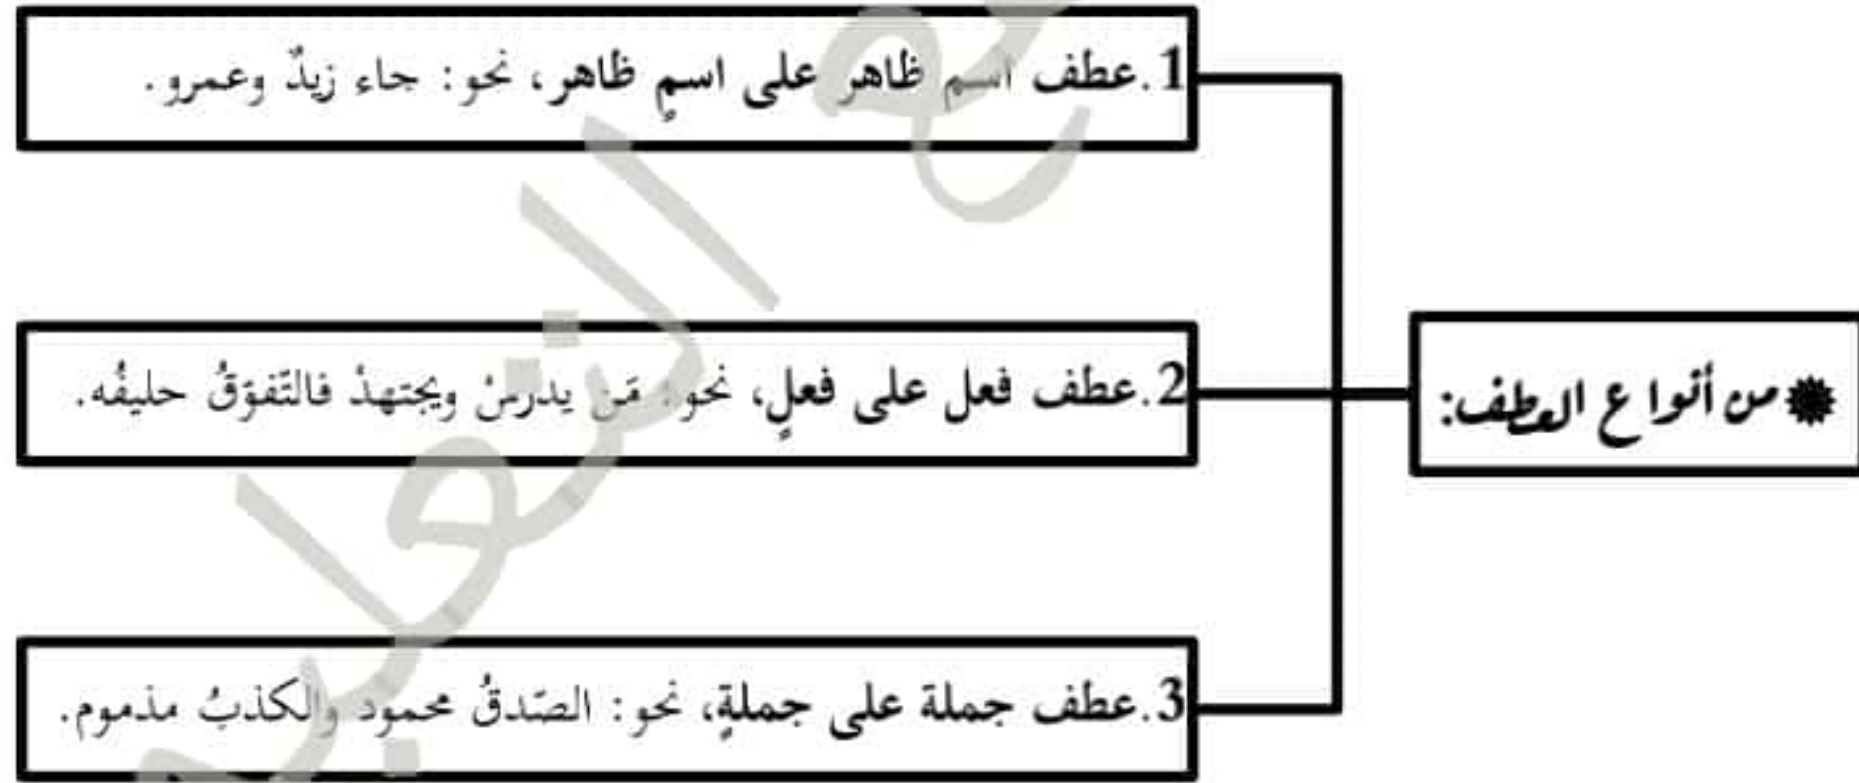 ✹من أنواع العطف:
1.عطف اسم ظاهر على اسمٍ ظاهر، نحو: جاء زيدٌ وعمرو.
2.عطف فعل على فعلٍ، نحو: مَن يدرسْ ويجتهدْ فالتّفوّقُ حليفُه.
3.عطف جملة على جملةٍ، نحو: الصّدقُ محمود والكذبُ مذموم.